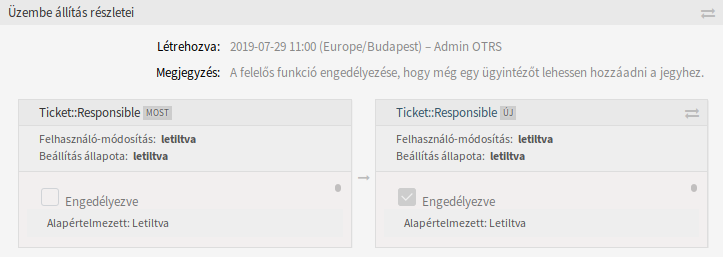 Üzembe állítás részletei
Létrehozva: 2019-07-29 11:00 (Europe/Budapest) – Admin OTRS
Megjegyzés: A felelős funkció engedélyezése, hogy még egy ügyintézőt lehessen hozzáadni a jegyhez.
Ticket::Responsible MOST
Felhasználó-módosítás: letiltva
Beállítás állapota: letiltva
Engedélyezve
Alapértelmezett: Letiltva
Ticket::Responsible ÚJ
Felhasználó-módosítás: letiltva
Beállítás állapota: letiltva
Engedélyezve
Alapértelmezett: Letiltva